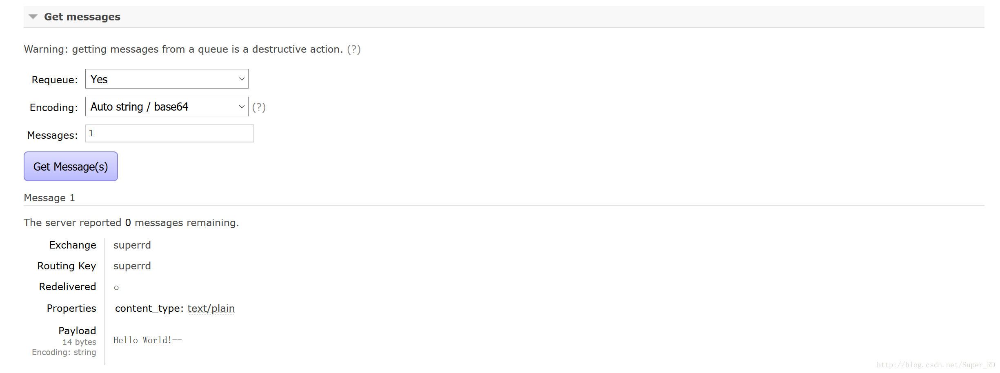 Get messages
Warning: getting messages from a queue is a destructive action. (?)
Requeue: Yes
Encoding: Auto string / base64 (?)
Messages: 1
Get Message(s)
Message 1
The server reported 0 messages remaining.
Exchange superrd
Routing Key superrd
Redelivered ○
Properties content_type: text/plain
Payload
14 bytes
Encoding: string
Hello World!--
http://blog.csdn.net/Super_RD